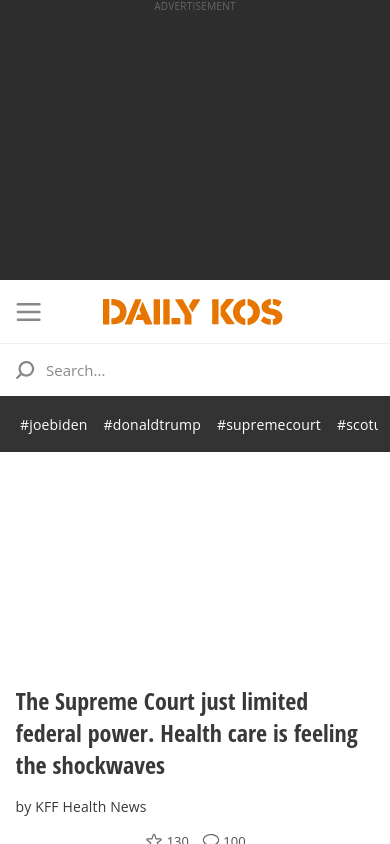 ADVERTISEMENT
DAILY KOS
Search...
#joebiden #donaldtrump #supremecourt
The Supreme Court just limited
federal power. Health care is feeling
the shockwaves
by KFF Health News
130 100